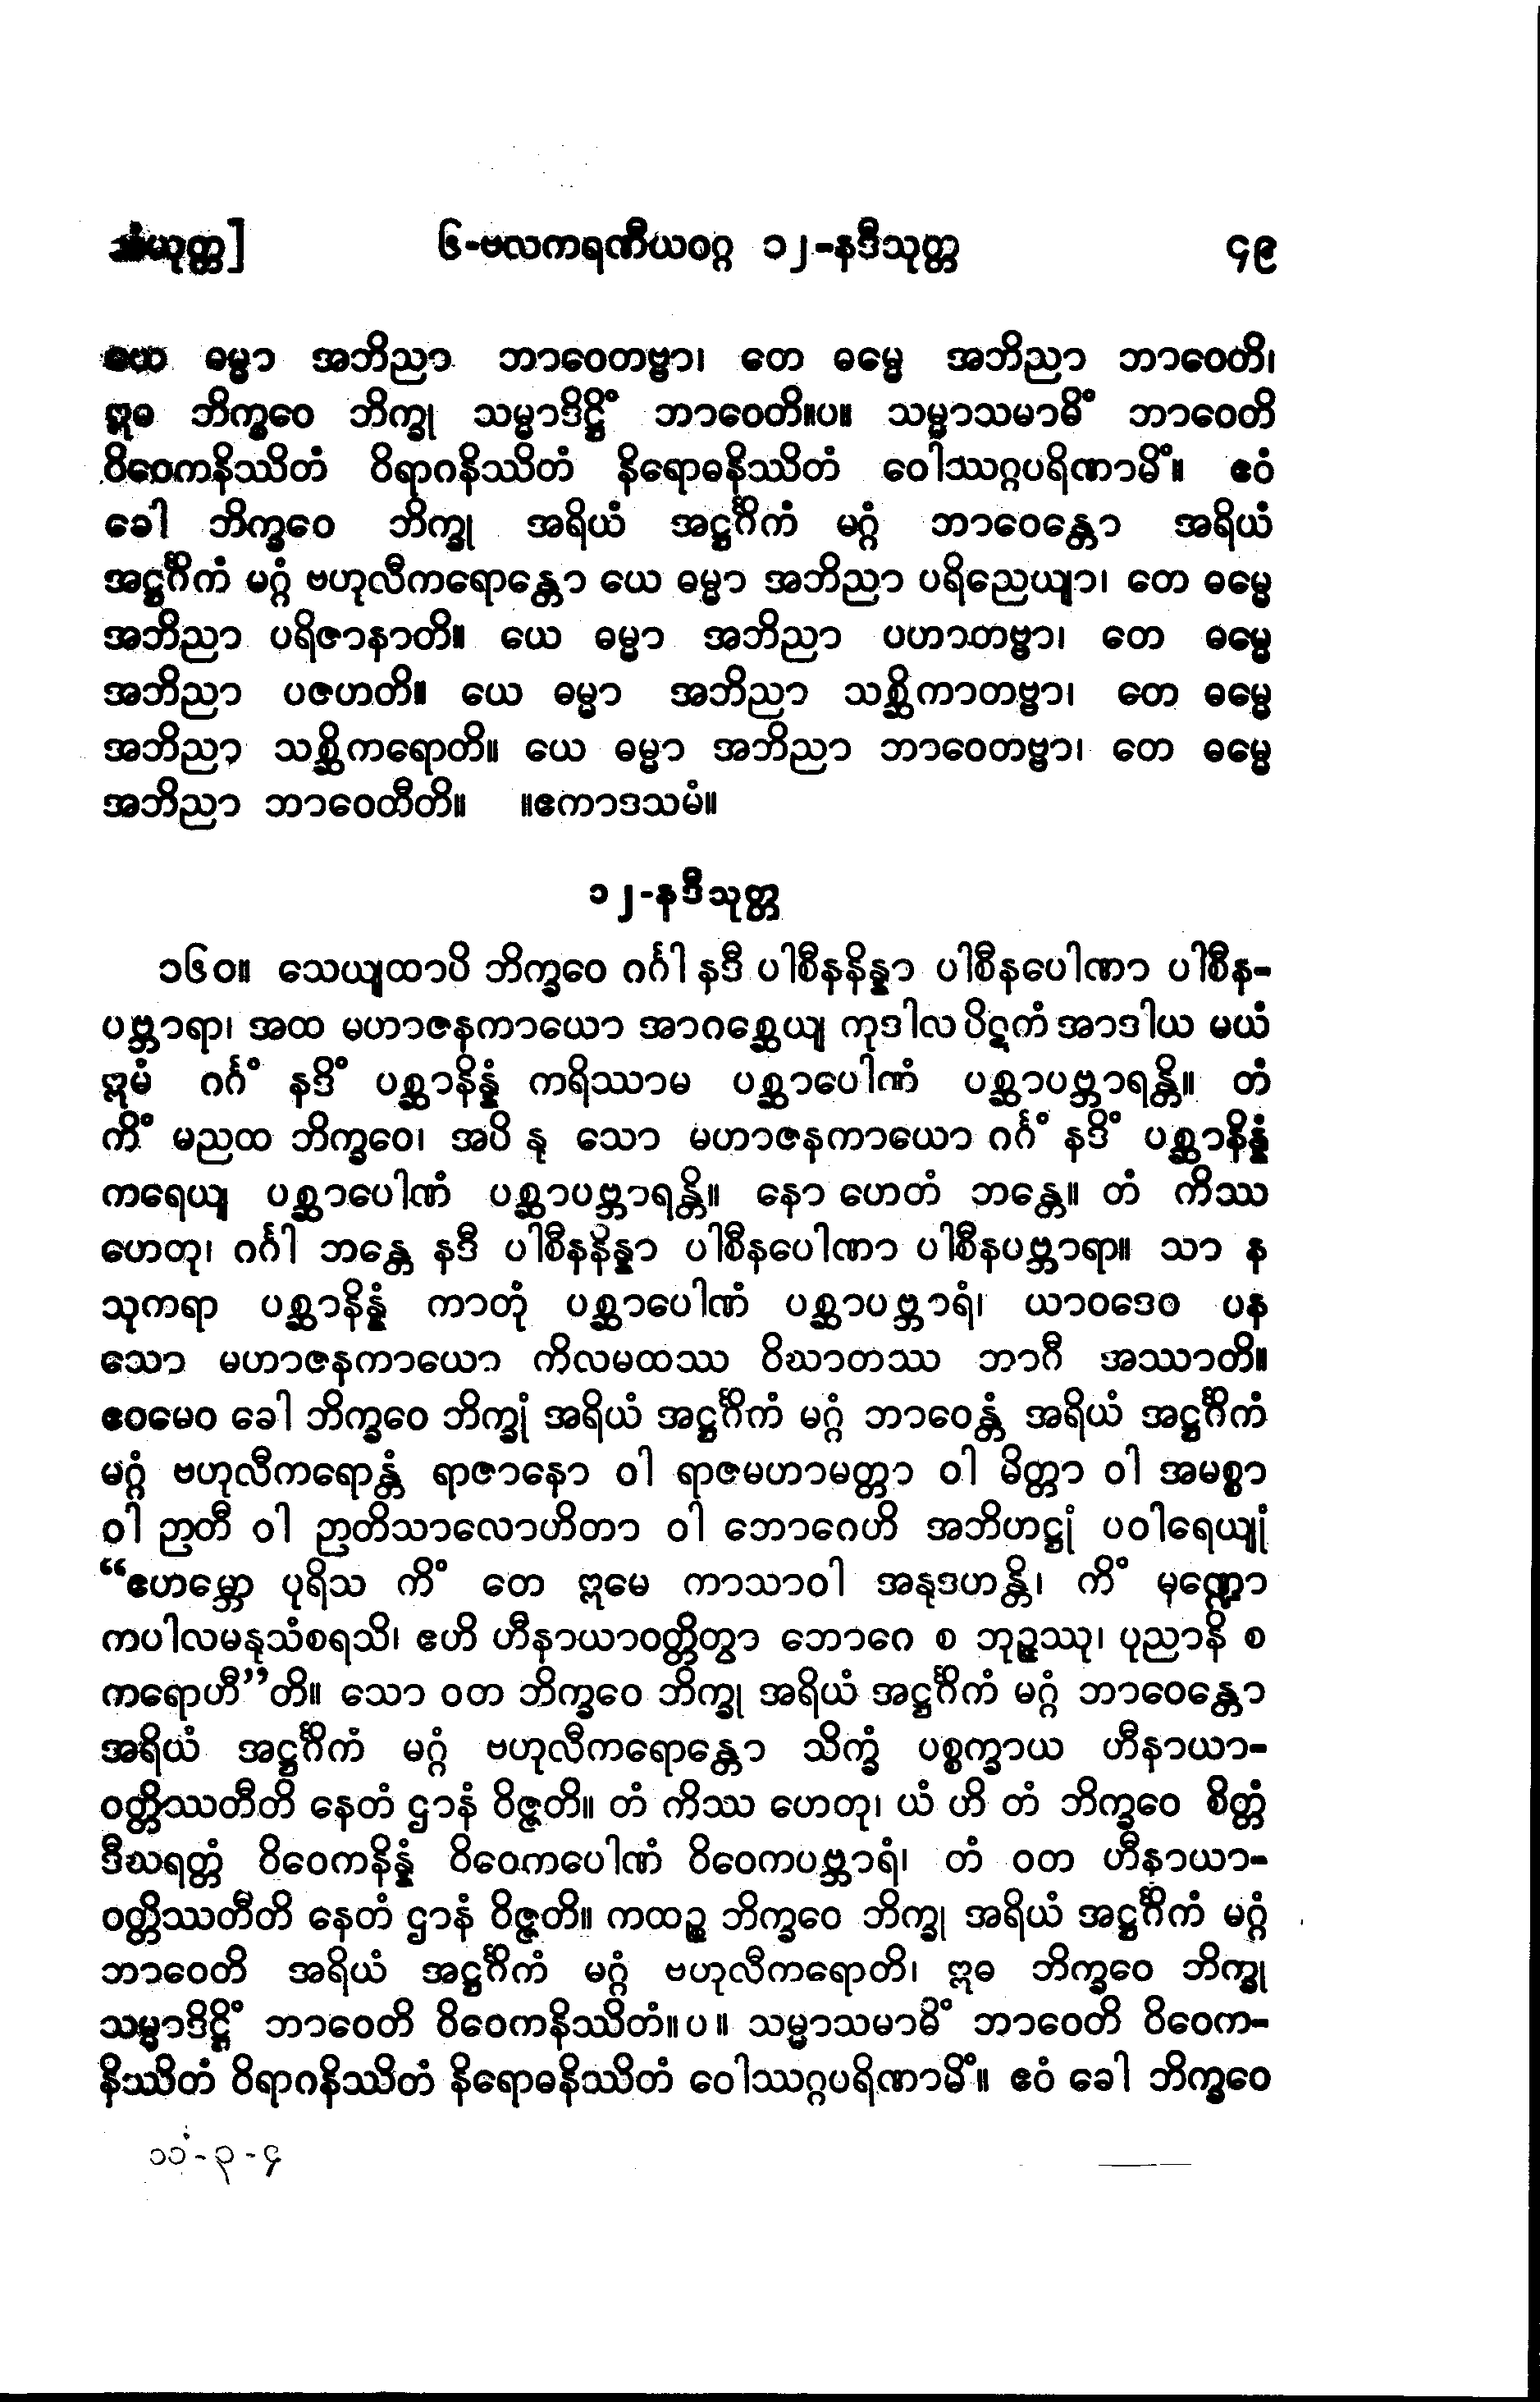 သံယုတ္တ] ၆-ဗလကရဏီယဝဂ္ဂ ၁၂-နဒီသုတ္တ ၄၉
ဓမ္မာ အဘိညာ ဘာဝေတဗ္ဗာ၊ တေ ဓမ္မေ အဘိညာ ဘာဝေတိ၊
ဣဓ ဘိက္ခဝေ ဘိက္ခု သမ္မာဒိဋ္ဌိံ ဘာဝေတိ။ပ။ သမ္မာသမာဓိံ ဘာဝေတိ
ဝိဝေကနိဿိတံ ဝိရာဂနိဿိတံ နိရောဓနိဿိတံ ဝေါဿဂ္ဂပရိဏာမိံ။ ဧဝံ
ခေါ ဘိက္ခဝေ ဘိက္ခု အရိယံ အဋ္ဌင်္ဂိကံ မဂ္ဂံ ဘာဝေန္တော အရိယံ
အဋ္ဌင်္ဂိကံ မဂ္ဂံ ဗဟုလီကရောန္တော ယေ ဓမ္မာ အဘိညာ ပရိညေယျာ၊ တေ ဓမ္မေ
အဘိညာ ပရိဇာနာတိ။ ယေ ဓမ္မာ အဘိညာ ပဟာတဗ္ဗာ၊ တေ ဓမ္မေ
အဘိညာ ပဇဟတိ။ ယေ ဓမ္မာ အဘိညာ သစ္ဆိကာတဗ္ဗာ၊ တေ ဓမ္မေ
အဘိညာ သစ္ဆိကရောတိ။ ယေ ဓမ္မာ အဘိညာ ဘာဝေတဗ္ဗာ၊ တေ ဓမ္မေ
အဘိညာ ဘာဝေတီတိ။ ။ဧကာဒသမံ။
၁၂-နဒီသုတ္တ
၁၆၀။ သေယျထာပိ ဘိက္ခဝေ ဂင်္ဂါ နဒီ ပါစီနနိန္နာ ပါစီနပေါဏာ ပါစီန-
ပဗ္ဘာရာ၊ အထ မဟာဇနကာယော အာဂစ္ဆေယျ ကုဒါလပိဋကံ အာဒါယ မယံ
ဣမံ ဂင်္ဂံ နဒိံ ပစ္ဆာနိန္နံ ကရိဿာမ ပစ္ဆာပေါဏံ ပစ္ဆာပဗ္ဘာရန္တိ။ တံ
ကိံ မညထ ဘိက္ခဝေ၊ အပိ နု သော မဟာဇနကာယော ဂင်္ဂံ နဒိံ ပစ္ဆာနိန္နံ
ကရေယျ ပစ္ဆာပေါဏံ ပစ္ဆာပဗ္ဘာရန္တိ။ နော ဟေတံ ဘန္တေ။ တံ ကိဿ
ဟေတု၊ ဂင်္ဂါ ဘန္တေ နဒီ ပါစီနနိန္နာ ပါစီနပေါဏာ ပါစီနပဗ္ဘာရာ။ သာ န
သုကရာ ပစ္ဆာနိန္နံ ကာတုံ ပစ္ဆာပေါဏံ ပစ္ဆာပဗ္ဘာရံ၊ ယာဝဒေဝ ပန
သော မဟာဇနကာယော ကိလမထဿ ဝိဃာတဿ ဘာဂီ အဿာတိ။
ဧဝမေဝ ခေါ ဘိက္ခဝေ ဘိက္ခုံ အရိယံ အဋ္ဌင်္ဂိကံ မဂ္ဂံ ဘာဝေန္တံ အရိယံ အဋ္ဌင်္ဂိကံ
မဂ္ဂံ ဗဟုလီကရောန္တံ ရာဇာနော ဝါ ရာဇမဟာမတ္တာ ဝါ မိတ္တာ ဝါ အမစ္စာ
ဝါ ဉာတီ ဝါ ဉာတိသာလောဟိတာ ဝါ ဘောဂေဟိ အဘိဟဋ္ဌုံ ပဝါရေယျုံ
“ဧဟမ္ဘော ပုရိသ ကိံ တေ ဣမေ ကာသာဝါ အနုဒဟန္တိ၊ ကိံ မုဏ္ဍော
ကပါလမနုသံစရသိ၊ ဧဟိ ဟီနာယာဝတ္တိတွာ ဘောဂေ စ ဘုဉ္ဇဿု၊ ပုညာနိ စ
ကရောဟီ”တိ။ သော ဝတ ဘိက္ခဝေ ဘိက္ခု အရိယံ အဋ္ဌင်္ဂိကံ မဂ္ဂံ ဘာဝေန္တော
အရိယံ အဋ္ဌင်္ဂိကံ မဂ္ဂံ ဗဟုလီကရောန္တော သိက္ခံ ပစ္စက္ခာယ ဟီနာယာ-
ဝတ္တိဿတီတိ နေတံ ဌာနံ ဝိဇ္ဇတိ။ တံ ကိဿ ဟေတု၊ ယံ ဟိ တံ ဘိက္ခဝေ စိတ္တံ
ဒီဃရတ္တံ ဝိဝေကနိန္နံ ဝိဝေကပေါဏံ ဝိဝေကပဗ္ဘာရံ၊ တံ ဝတ ဟီနာယာ-
ဝတ္တိဿတီတိ နေတံ ဌာနံ ဝိဇ္ဇတိ။ ကထဉ္စ ဘိက္ခဝေ ဘိက္ခု အရိယံ အဋ္ဌင်္ဂိကံ မဂ္ဂံ
ဘာဝေတိ အရိယံ အဋ္ဌင်္ဂိကံ မဂ္ဂံ ဗဟုလီကရောတိ၊ ဣဓ ဘိက္ခဝေ ဘိက္ခု
သမ္မာဒိဋ္ဌိံ ဘာဝေတိ ဝိဝေကနိဿိတံ။ပ။ သမ္မာသမာဓိံ ဘာဝေတိ ဝိဝေက-
နိဿိတံ ဝိရာဂနိဿိတံ နိရောဓနိဿိတံ ဝေါဿဂ္ဂပရိဏာမိံ။ ဧဝံ ခေါ ဘိက္ခဝေ
၁၁-၃-၄